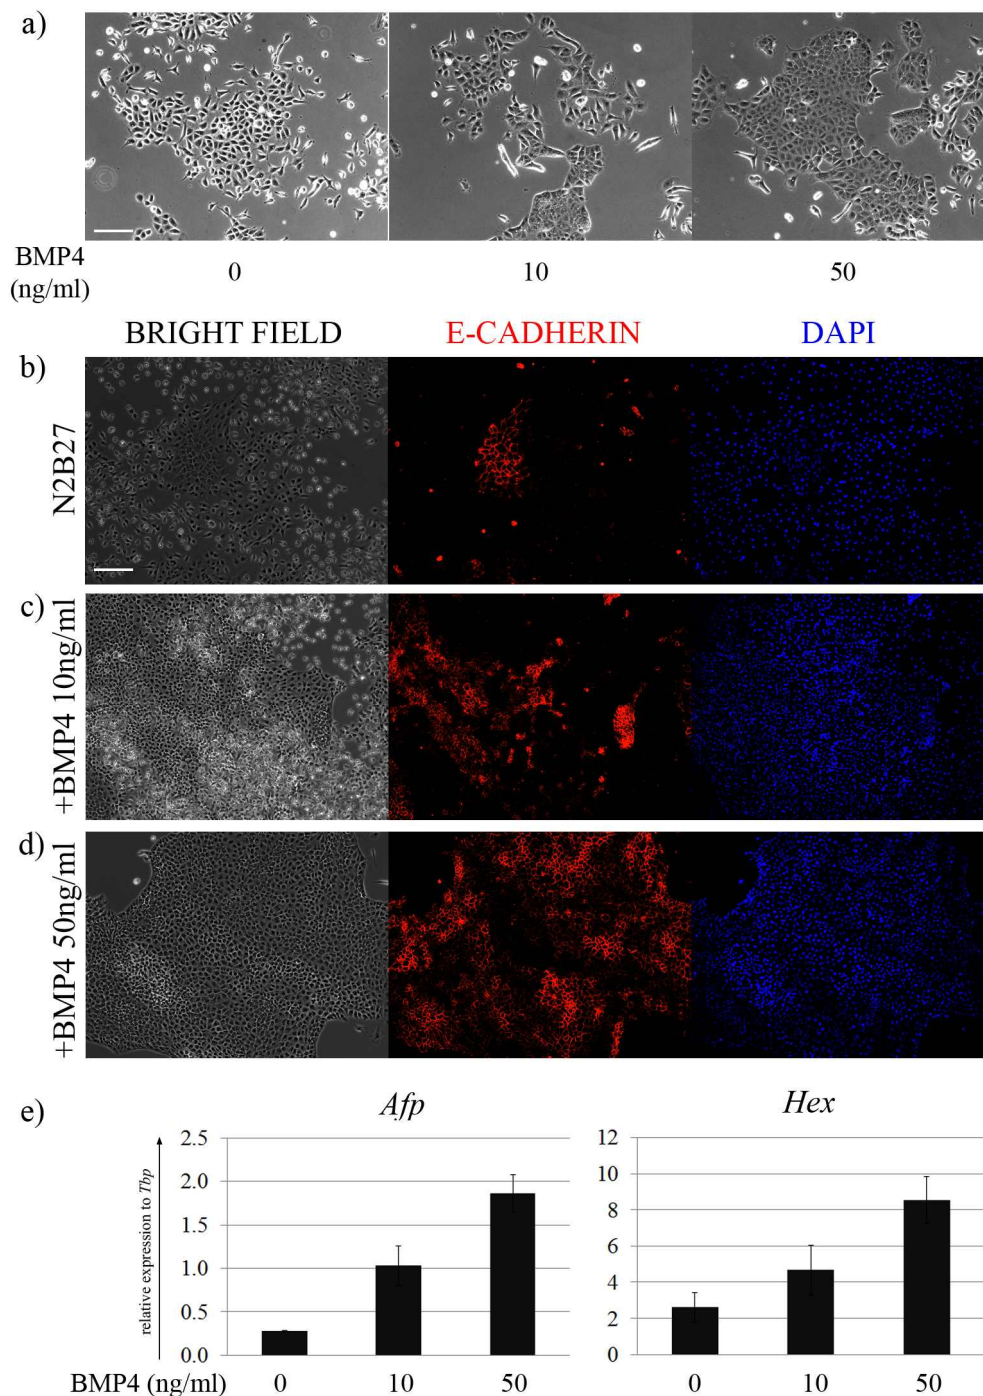 a)
BMP4
(ng/ml)
0
10
50
BRIGHT FIELD
E-CADHERIN
DAPI
b)
N2B27
c)
+BMP4 10ng/ml
d)
+BMP4 50ng/ml
e)
Afp
Hex
relative expression to Tbp
2.5
2.0
1.5
1.0
0.5
0.0
12
10
8
6
4
2
0
BMP4 (ng/ml)
0
10
50
0
10
50